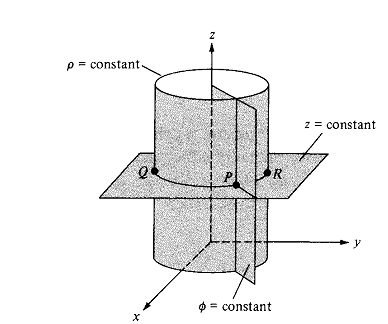 z
ρ = constant
z = constant
Q
P
R
y
ϕ = constant
x